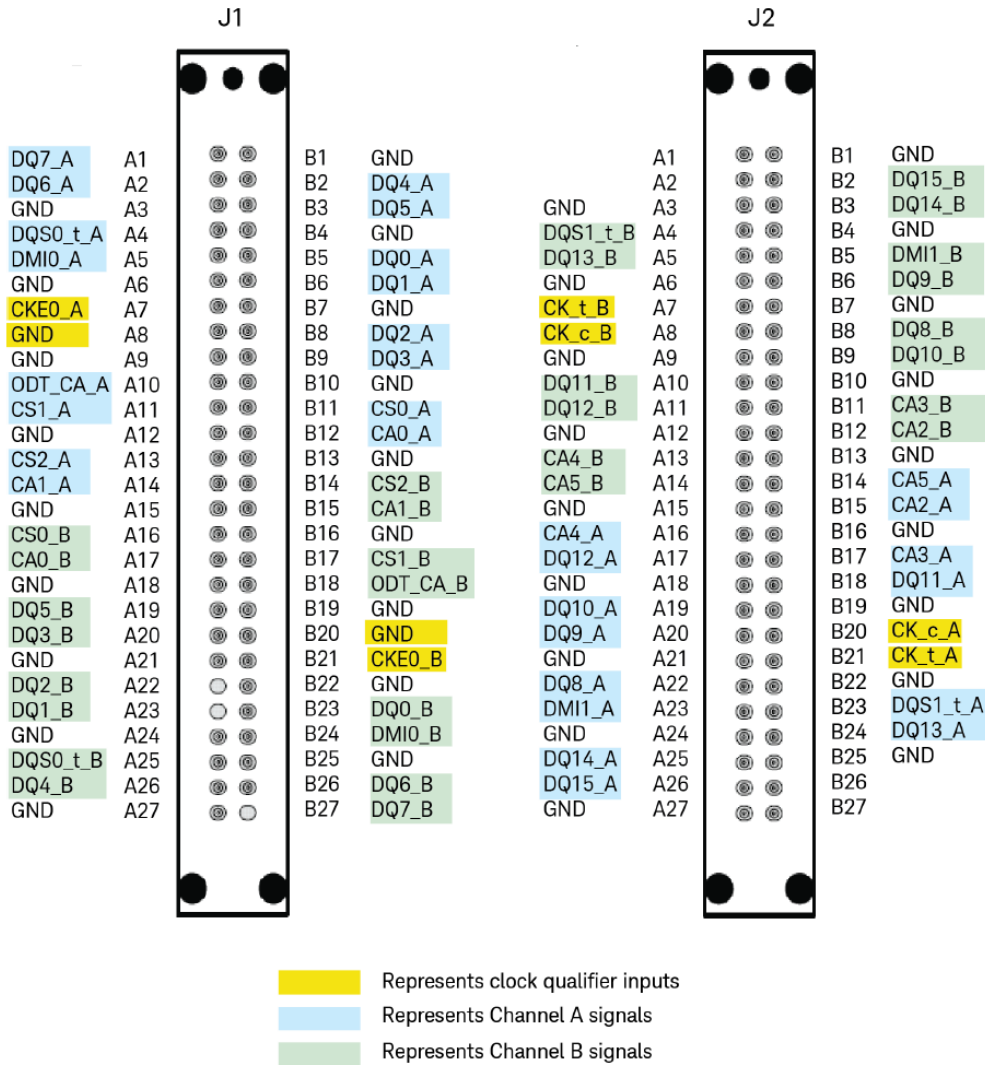 J1 J2
DQ7_A A1 B1 GND A1 B1 GND
DQ6_A A2 B2 DQ4_A A2 B2 DQ15_B
GND A3 B3 DQ5_A GND A3 B3 DQ14_B
DQS0_t_A A4 B4 GND DQS1_t_B A4 B4 GND
DMI0_A A5 B5 DQ0_A DQ13_B A5 B5 DMI1_B
GND A6 B6 DQ1_A GND A6 B6 DQ9_B
CKE0_A A7 B7 GND CK_t_B A7 B7 GND
GND A8 B8 DQ2_A CK_c_B A8 B8 DQ8_B
GND A9 B9 DQ3_A GND A9 B9 DQ10_B
ODT_CA_A A10 B10 GND DQ11_B A10 B10 GND
CS1_A A11 B11 CS0_A DQ12_B A11 B11 CA3_B
GND A12 B12 CA0_A GND A12 B12 CA2_B
CS2_A A13 B13 GND CA4_B A13 B13 GND
CA1_A A14 B14 CS2_B CA5_B A14 B14 CA5_A
GND A15 B15 CA1_B GND A15 B15 CA2_A
CS0_B A16 B16 GND CA4_A A16 B16 GND
CA0_B A17 B17 CS1_B DQ12_A A17 B17 CA3_A
GND A18 B18 ODT_CA_B GND A18 B18 DQ11_A
DQ5_B A19 B19 GND DQ10_A A19 B19 GND
DQ3_B A20 B20 GND DQ9_A A20 B20 CK_c_A
GND A21 B21 CKE0_B GND A21 B21 CK_t_A
DQ2_B A22 B22 GND DQ8_A A22 B22 GND
DQ1_B A23 B23 DQ0_B DMI1_A A23 B23 DQS1_t_A
GND A24 B24 DMI0_B GND A24 B24 DQ13_A
DQS0_t_B A25 B25 GND DQ14_A A25 B25 GND
DQ4_B A26 B26 DQ6_B DQ15_A A26 B26
GND A27 B27 DQ7_B GND A27 B27
Represents clock qualifier inputs
Represents Channel A signals
Represents Channel B signals